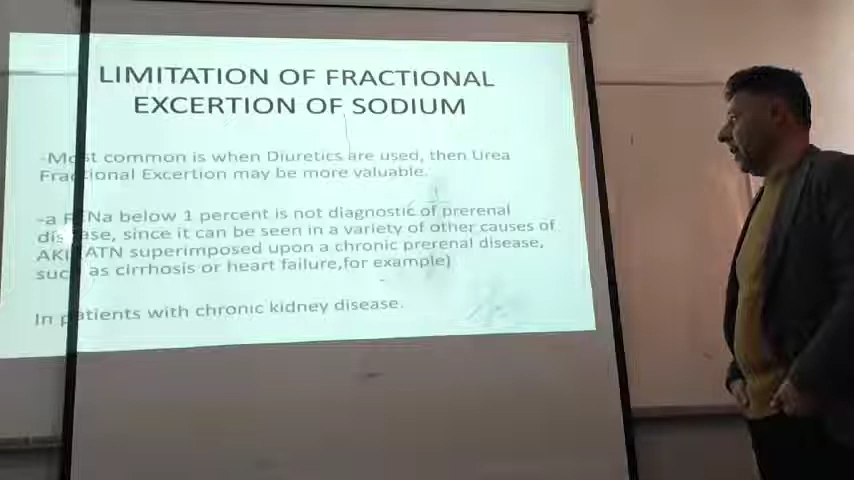 LIMITATION OF FRACTIONAL
EXCERTION OF SODIUM
-Most common is when Diuretics are used, then Urea
Fractional Excertion may be more valuable.
-a FENa below 1 percent is not diagnostic of prerenal
disease, since it can be seen in a variety of other causes of
AKI ATN superimposed upon a chronic prerenal disease,
such as cirrhosis or heart failure,for example)
In patients with chronic kidney disease.